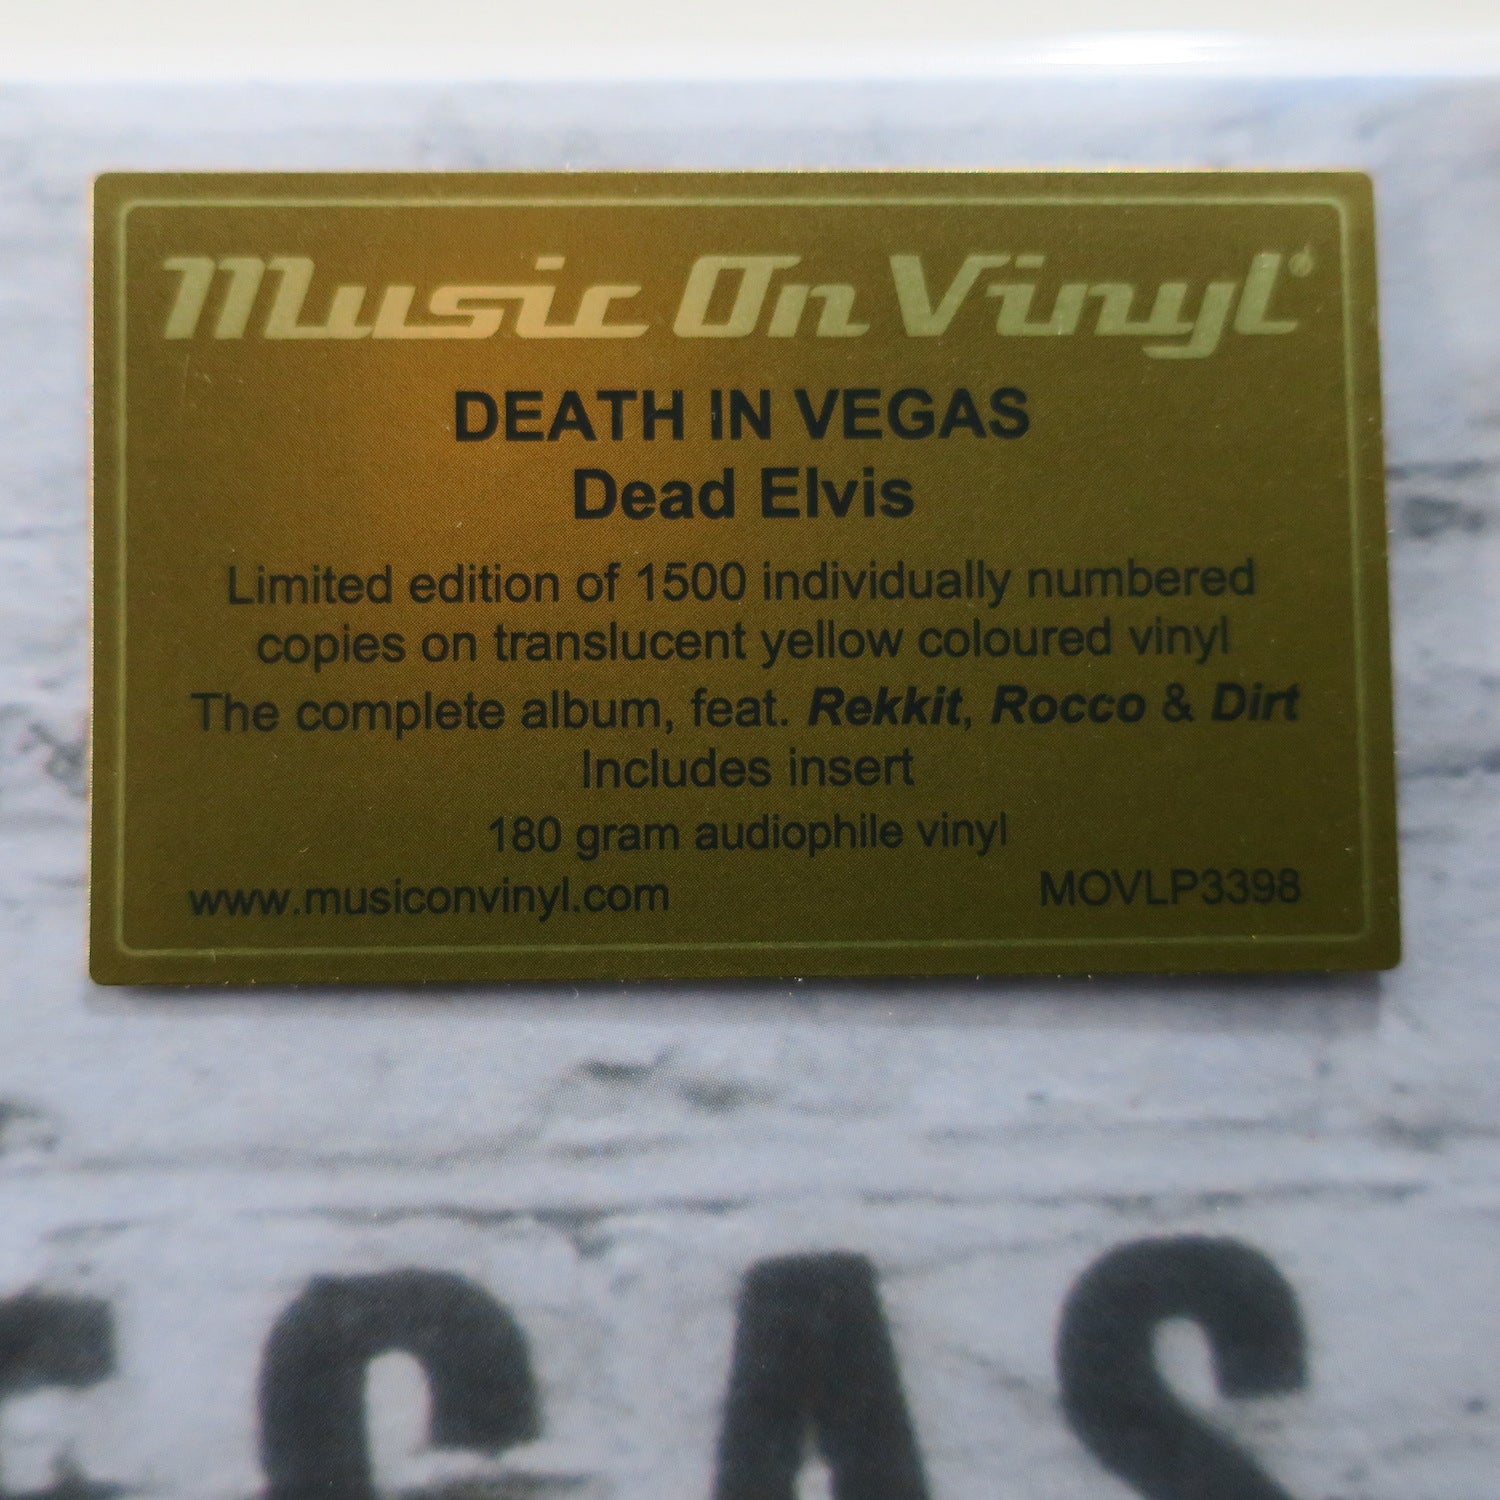 Music On Vinyl
DEATH IN VEGAS
Dead Elvis
Limited edition of 1500 individually numbered
copies on translucent yellow coloured vinyl
The complete album, feat. Rekkit, Rocco & Dirt
Includes insert
180 gram audiophile vinyl
www.musiconvinyl.com MOVLP3398
EGAS